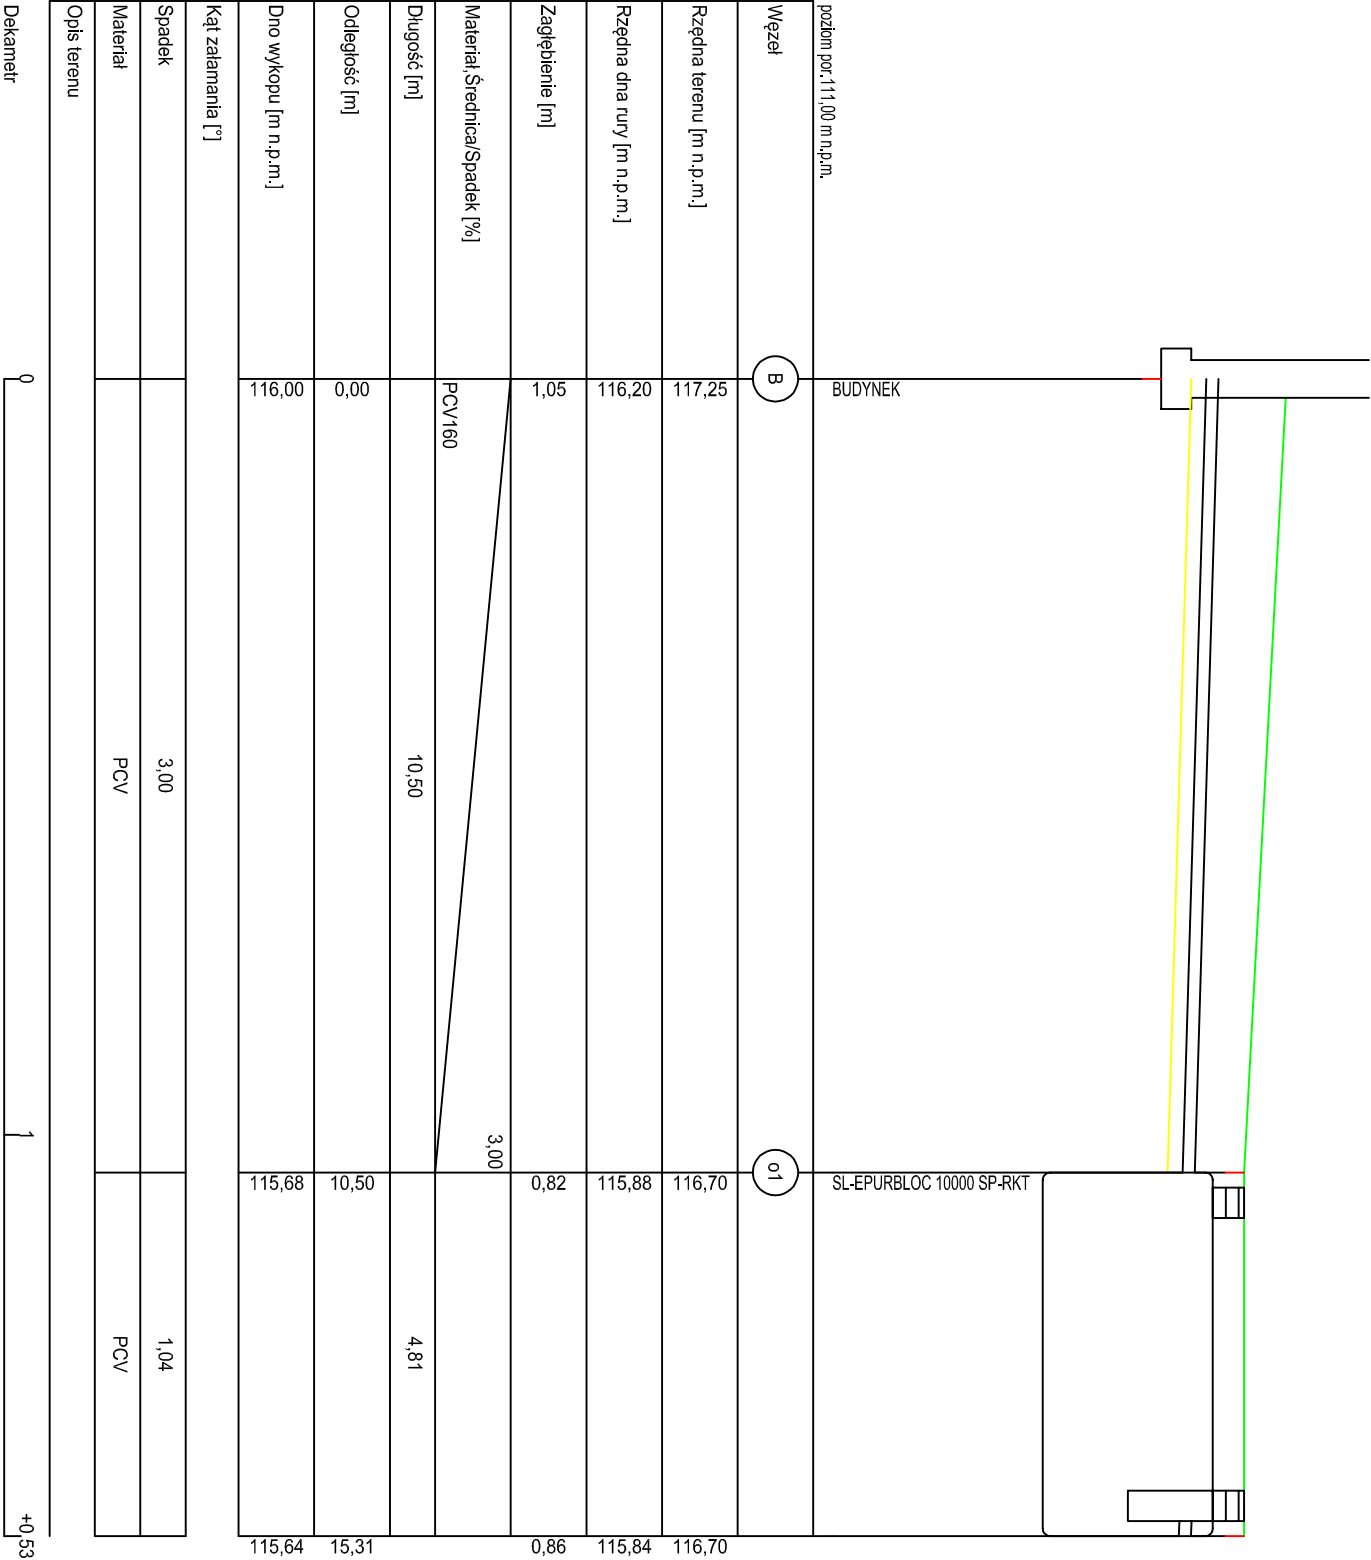 poziom por.111,00 m n.p.m.
BUDYNEK
SL-EPURBLOC 10000 SP-RKT
Węzeł B o1
Rzędna terenu [m n.p.m.] 117,25 116,70 116,70
Rzędna dna rury [m n.p.m.] 116,20 115,88 115,84
Zagłębienie [m] 1,05 0,82 0,86
Materiał,Średnica/Spadek [%] PCV160 3,00
Długość [m] 10,50 4,81
Odległość [m] 0,00 10,50 15,31
Dno wykopu [m n.p.m.] 116,00 115,68 115,64
Kąt załamania [°]
Spadek 3,00 1,04
Materiał PCV PCV
Opis terenu
Dekametr 0 1 +0,53